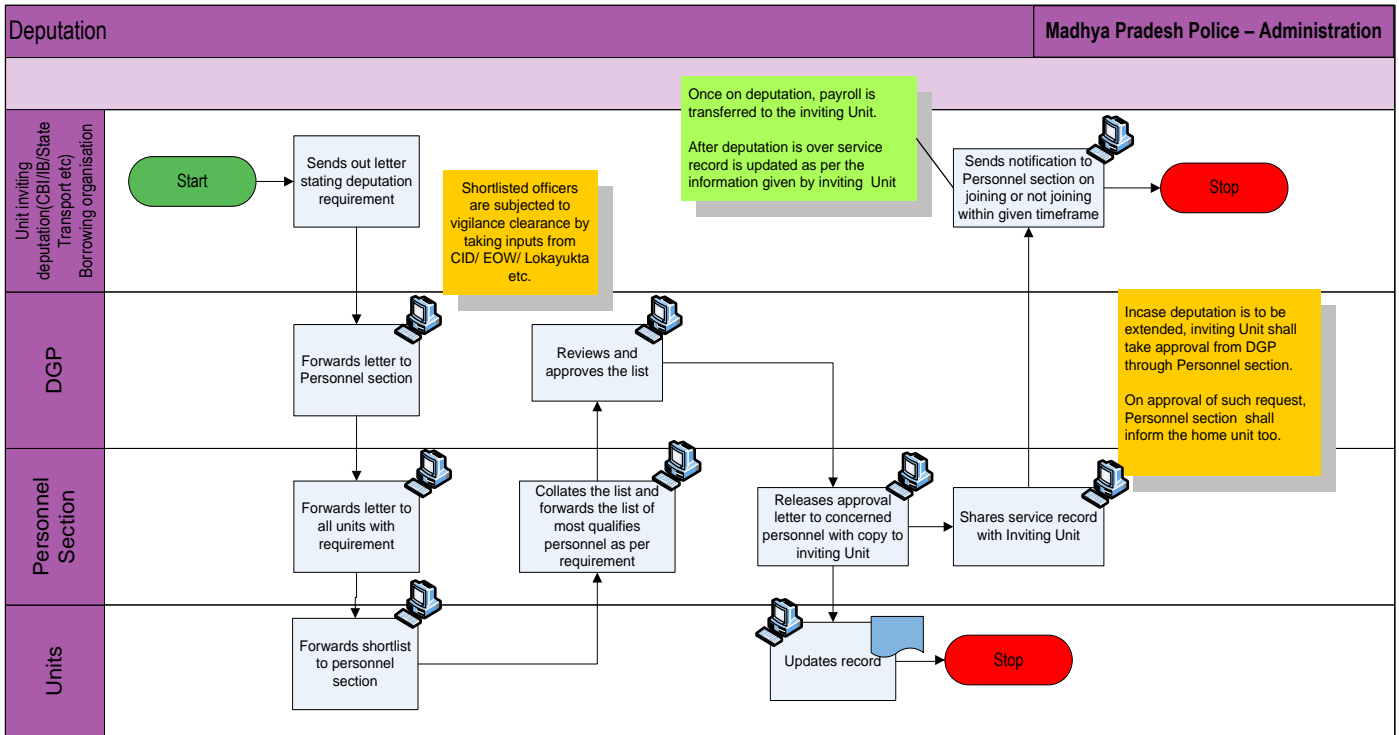 Deputation
Madhya Pradesh Police – Administration
Unit inviting
deputation(CBI/IB/State
Transport etc)
Borrowing organisation
Start
Sends out letter
stating deputation
requirement
Shortlisted officers
are subjected to
vigilance clearance by
taking inputs from
CID/ EOW/ Lokayukta
etc.
Once on deputation, payroll is
transferred to the inviting Unit.
After deputation is over service
record is updated as per the
information given by inviting  Unit
Sends notification to
Personnel section on
joining or not joining
within given timeframe
Stop
DGP
Forwards letter to
Personnel section
Reviews and
approves the list
Incase deputation is to be
extended, inviting Unit shall
take approval from DGP
through Personnel section.
On approval of such request,
Personnel section  shall
inform the home unit too.
Personnel
Section
Forwards letter to
all units with
requirement
Collates the list and
forwards the list of
most qualifies
personnel as per
requirement
Releases approval
letter to concerned
personnel with copy to
inviting Unit
Shares service record
with Inviting Unit
Units
Forwards shortlist
to personnel
section
Updates record
Stop